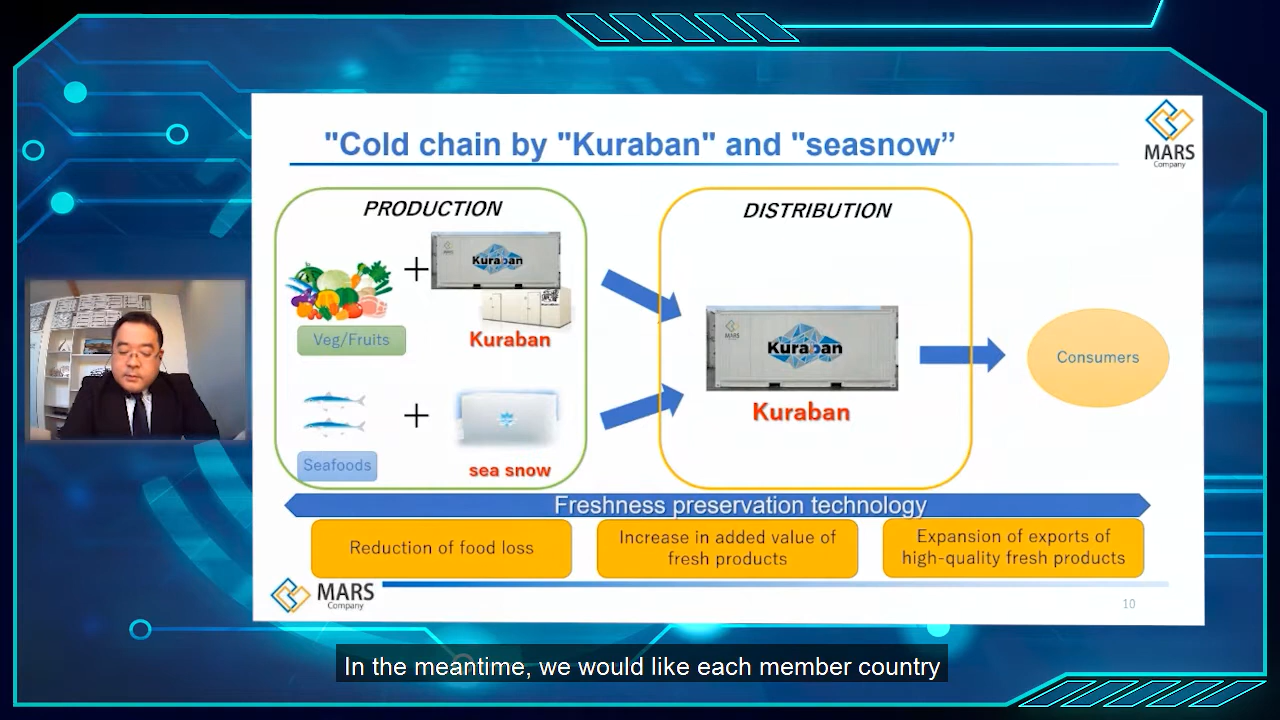 "Cold chain by "Kuraban" and "seasnow”
MARS
Company
PRODUCTION
DISTRIBUTION
MARS
Kuraban
Veg/Fruits
Kuraban
MARS
Kuraban
Consumers
Kuraban
Seafoods
sea snow
Freshness preservation technology
Reduction of food loss
Increase in added value of
fresh products
Expansion of exports of
high-quality fresh products
MARS
Company
10
In the meantime, we would like each member country